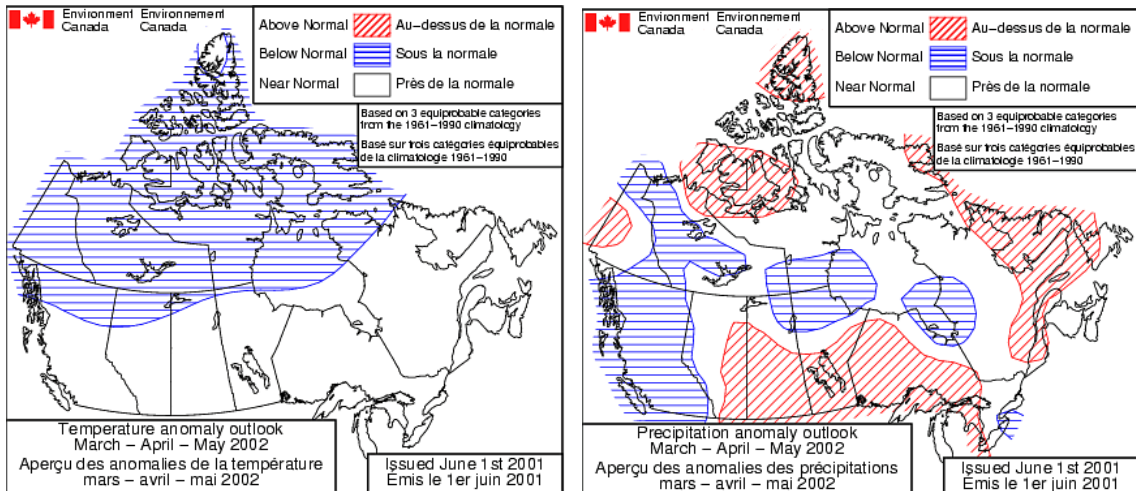 Environment Environnement
Canada Canada
Above Normal Au-dessus de la normale
Below Normal Sous la normale
Near Normal Près de la normale
Based on 3 equiprobable categories
from the 1961-1990 climatology
Basé sur trois catégories équiprobables
de la climatologie 1961-1990
Temperature anomaly outlook
March - April - May 2002
Aperçu des anomalies de la température
mars - avril - mai 2002
Issued June 1st 2001
Émis le 1er juin 2001
Environment Environnement
Canada Canada
Above Normal Au-dessus de la normale
Below Normal Sous la normale
Near Normal Près de la normale
Based on 3 equiprobable categories
from the 1961-1990 climatology
Basé sur trois catégories équiprobables
de la climatologie 1961-1990
Precipitation anomaly outlook
March - April - May 2002
Aperçu des anomalies des précipitations
mars - avril - mai 2002
Issued June 1st 2001
Émis le 1er juin 2001